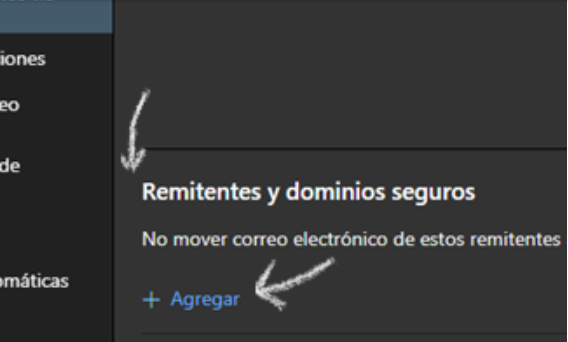 iones
eo
de
Remitentes y dominios seguros
No mover correo electrónico de estos remitentes
omáticas
+ Agregar